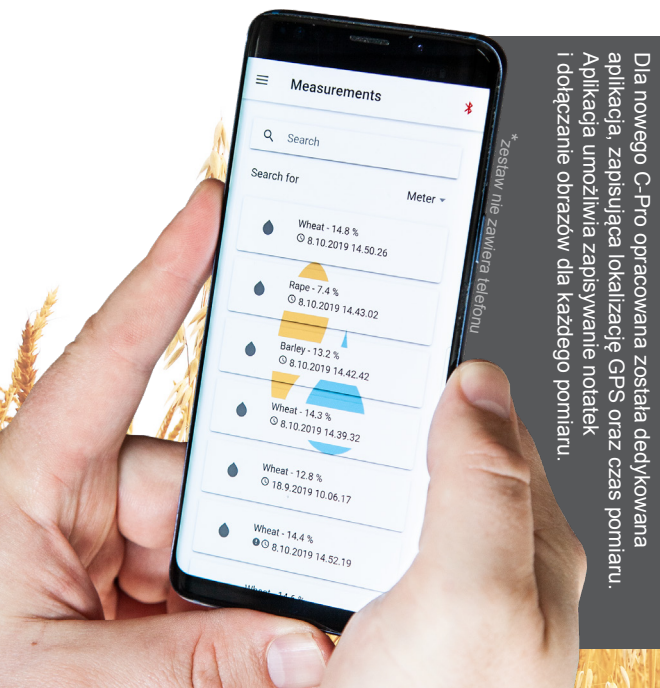 Measurements
Search
Search for
Meter
Wheat - 14.8 %
8.10.2019 14.50.26
Rape - 7.4 %
8.10.2019 14.43.02
Barley - 13.2 %
8.10.2019 14.42.42
Wheat - 14.3 %
8.10.2019 14.39.32
Wheat - 12.8 %
18.9.2019 10.06.17
Wheat - 14.4 %
8.10.2019 14.52.19
Wheat - 14.6 %
Dla nowego C-Pro opracowana została dedykowana
aplikacja, zapisująca lokalizację GPS oraz czas pomiaru.
Aplikacja umożliwia zapisywanie notatek
i dołączanie obrazów dla każdego pomiaru.
*zestaw nie zawiera telefonu